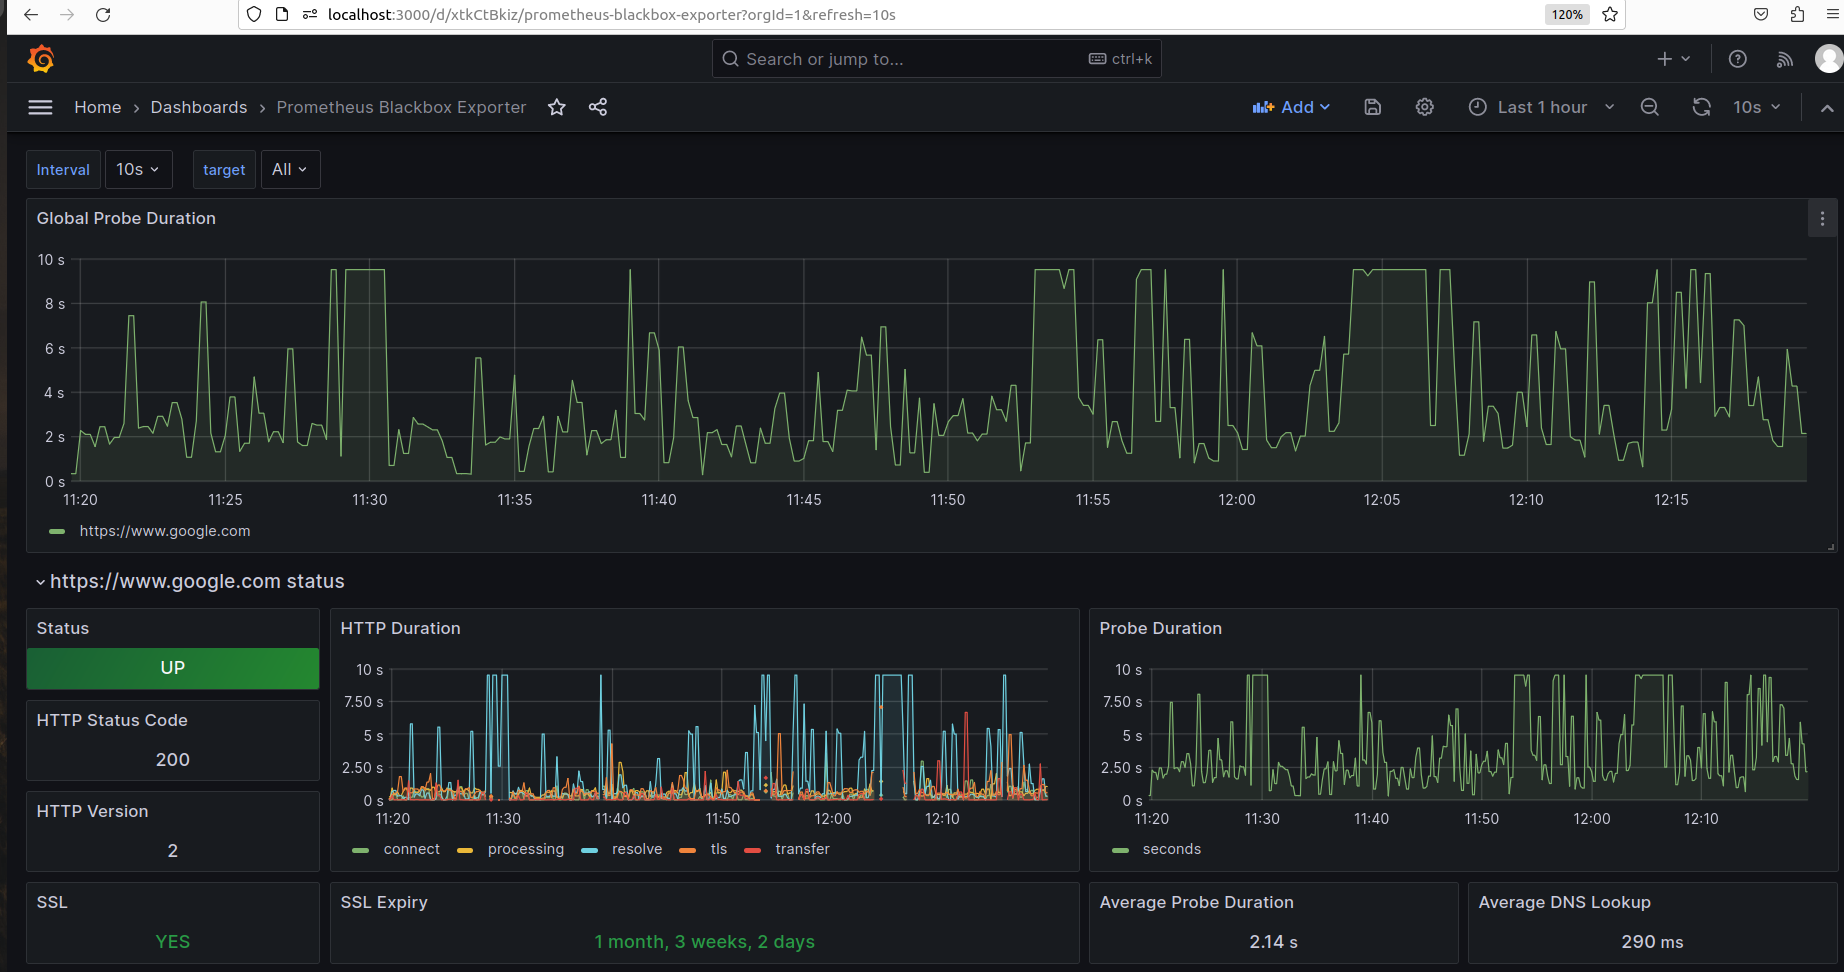 localhost:3000/d/xtkCtBkiz/prometheus-blackbox-exporter?orgId=1&refresh=10s 120%
Search or jump to... ctrl+k
Home > Dashboards > Prometheus Blackbox Exporter Add Last 1 hour 10s
Interval 10s target All
Global Probe Duration
10 s
8 s
6 s
4 s
2 s
0 s
11:20 11:25 11:30 11:35 11:40 11:45 11:50 11:55 12:00 12:05 12:10 12:15
https://www.google.com
https://www.google.com status
Status
UP
HTTP Status Code
200
HTTP Version
2
HTTP Duration
10 s
7.50 s
5 s
2.50 s
0 s
11:20 11:30 11:40 11:50 12:00 12:10
connect processing resolve tls transfer
Probe Duration
10 s
7.50 s
5 s
2.50 s
0 s
11:20 11:30 11:40 11:50 12:00 12:10
seconds
SSL
YES
SSL Expiry
1 month, 3 weeks, 2 days
Average Probe Duration
2.14 s
Average DNS Lookup
290 ms